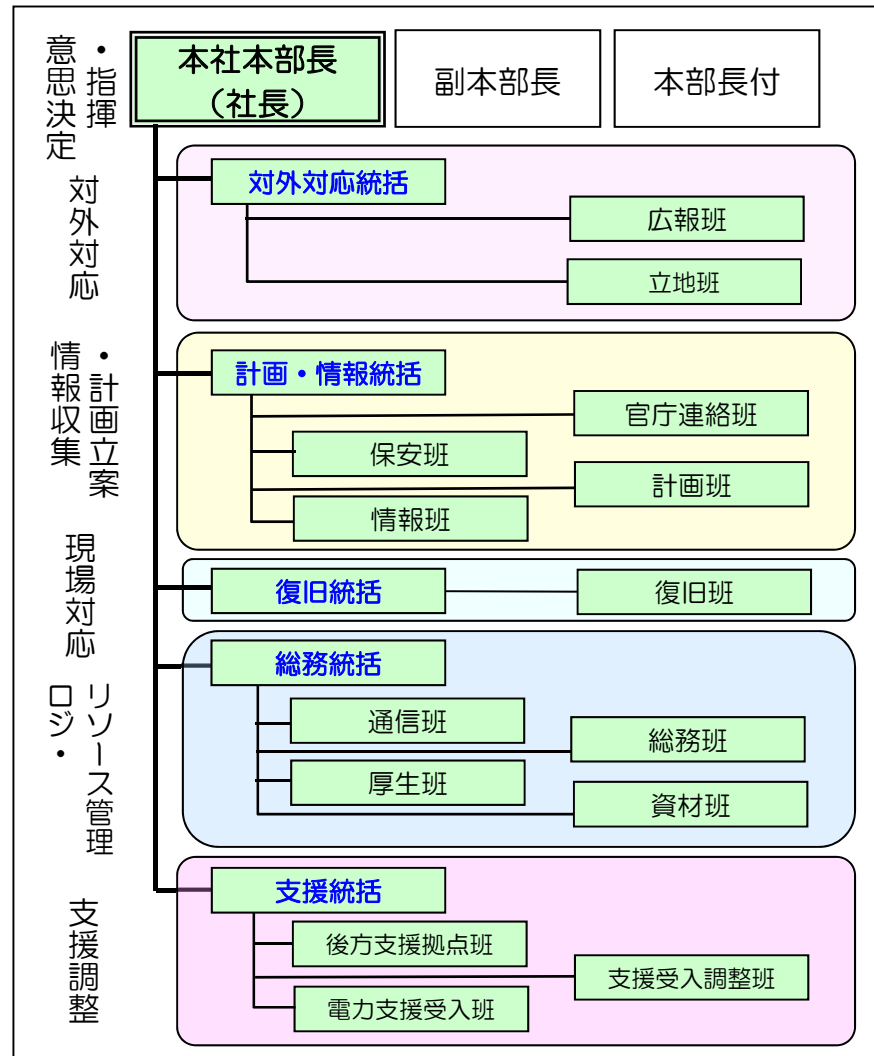 意思決定
・指揮
本社本部長
（社長）
副本部長
本部長付
対外対応
対外対応統括
広報班
立地班
情報収集
・計画立案
計画・情報統括
官庁連絡班
保安班
計画班
情報班
現場対応
復旧統括
復旧班
ロジ・
リソース管理
総務統括
通信班
総務班
厚生班
資材班
支援調整
支援統括
後方支援拠点班
支援受入調整班
電力支援受入班